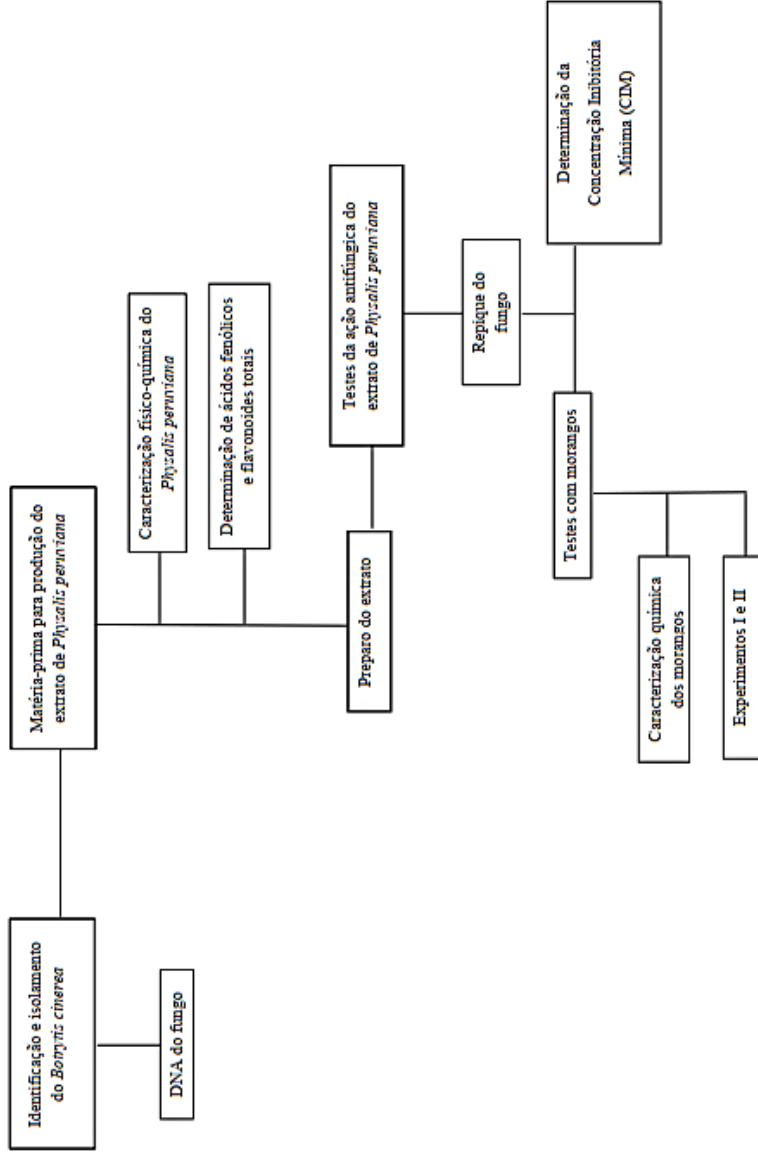 Identificação e isolamento
do Botrytis cinerea
DNA do fungo
Matéria-prima para produção do
extrato de Physalis peruviana
Caracterização físico-química do
Physalis peruviana
Determinação de ácidos fenólicos
e flavonoides totais
Preparo do extrato
Testes da ação antifúngica do
extrato de Physalis peruviana
Repique do
fungo
Testes com morangos
Caracterização química
dos morangos
Experimentos I e II
Determinação da
Concentração Inibitória
Mínima (CIM)